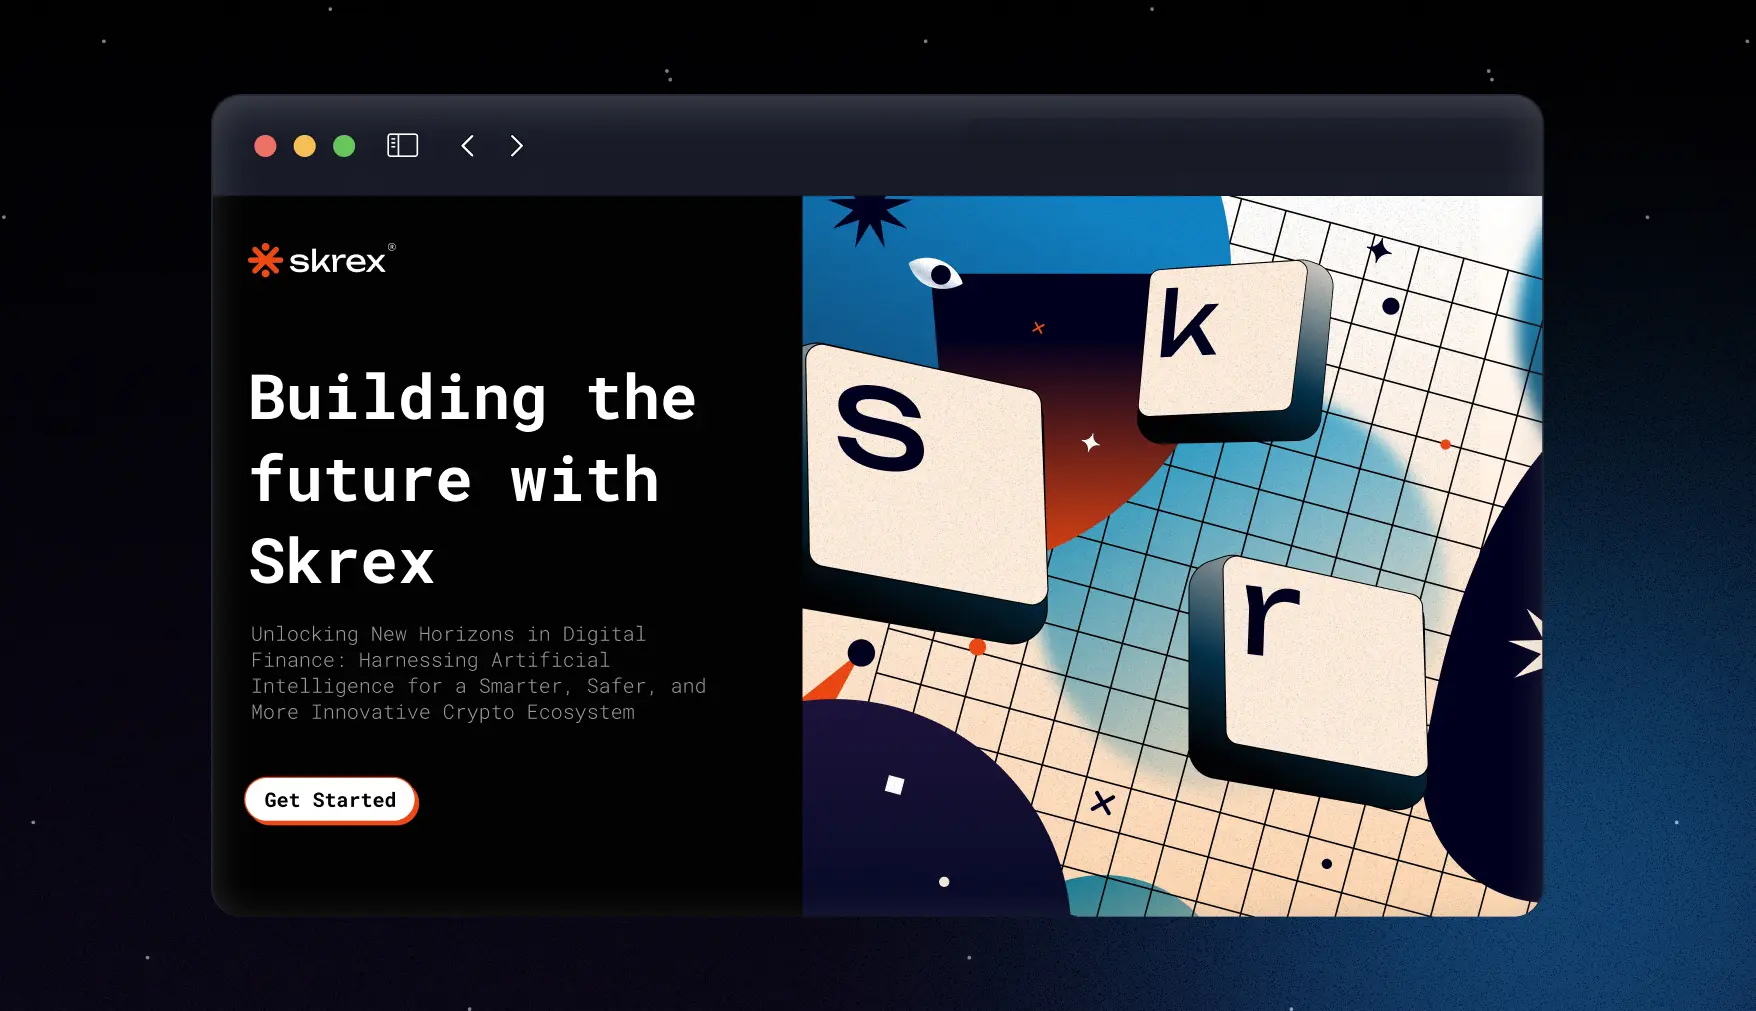 skrex®
Building the
future with
Skrex
Unlocking New Horizons in Digital
Finance: Harnessing Artificial
Intelligence for a Smarter, Safer, and
More Innovative Crypto Ecosystem
Get Started
s
k
r